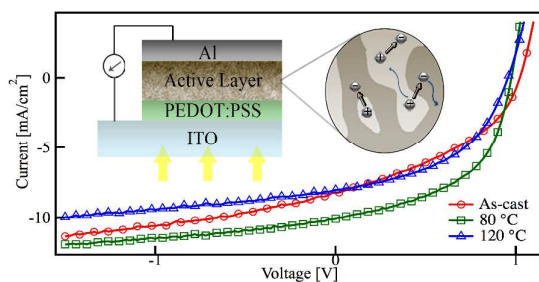 Current [mA/cm²]
0
-5
-10
Al
Active Layer
PEDOT:PSS
ITO
As-cast
80 °C
120 °C
-1
0
1
Voltage [V]